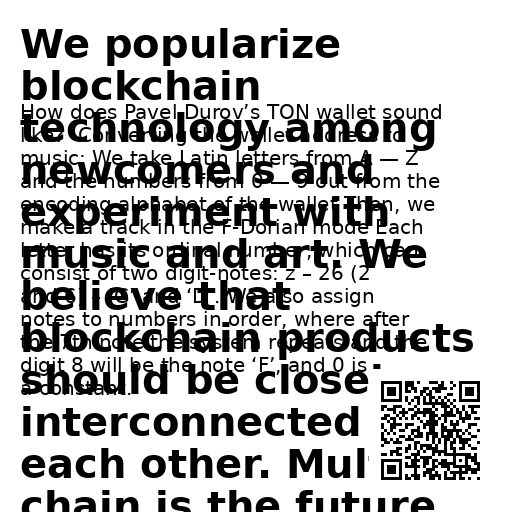 We popularize
blockchain
technology among
newcomers and
experiment with
music and art. We
believe that
blockchain products
should be close
interconnected
each other. Mul
chain is the future
How does Pavel Durov’s TON wallet sound
like? Converting the wallet address to
music: We take Latin letters from A — Z
and the numbers from 0 — 9 out from the
encoding alphabet of the wallet. Then, we
make a track in the F-Dorian mode Each
letter has its ordinal number, which can
consist of two digit-notes: z – 26 (2
and ‘D’. We also assign
notes to numbers in order, where after
the 7th note the system repeats and the
digit 8 will be the note ‘F’, and 0 is
a constant.